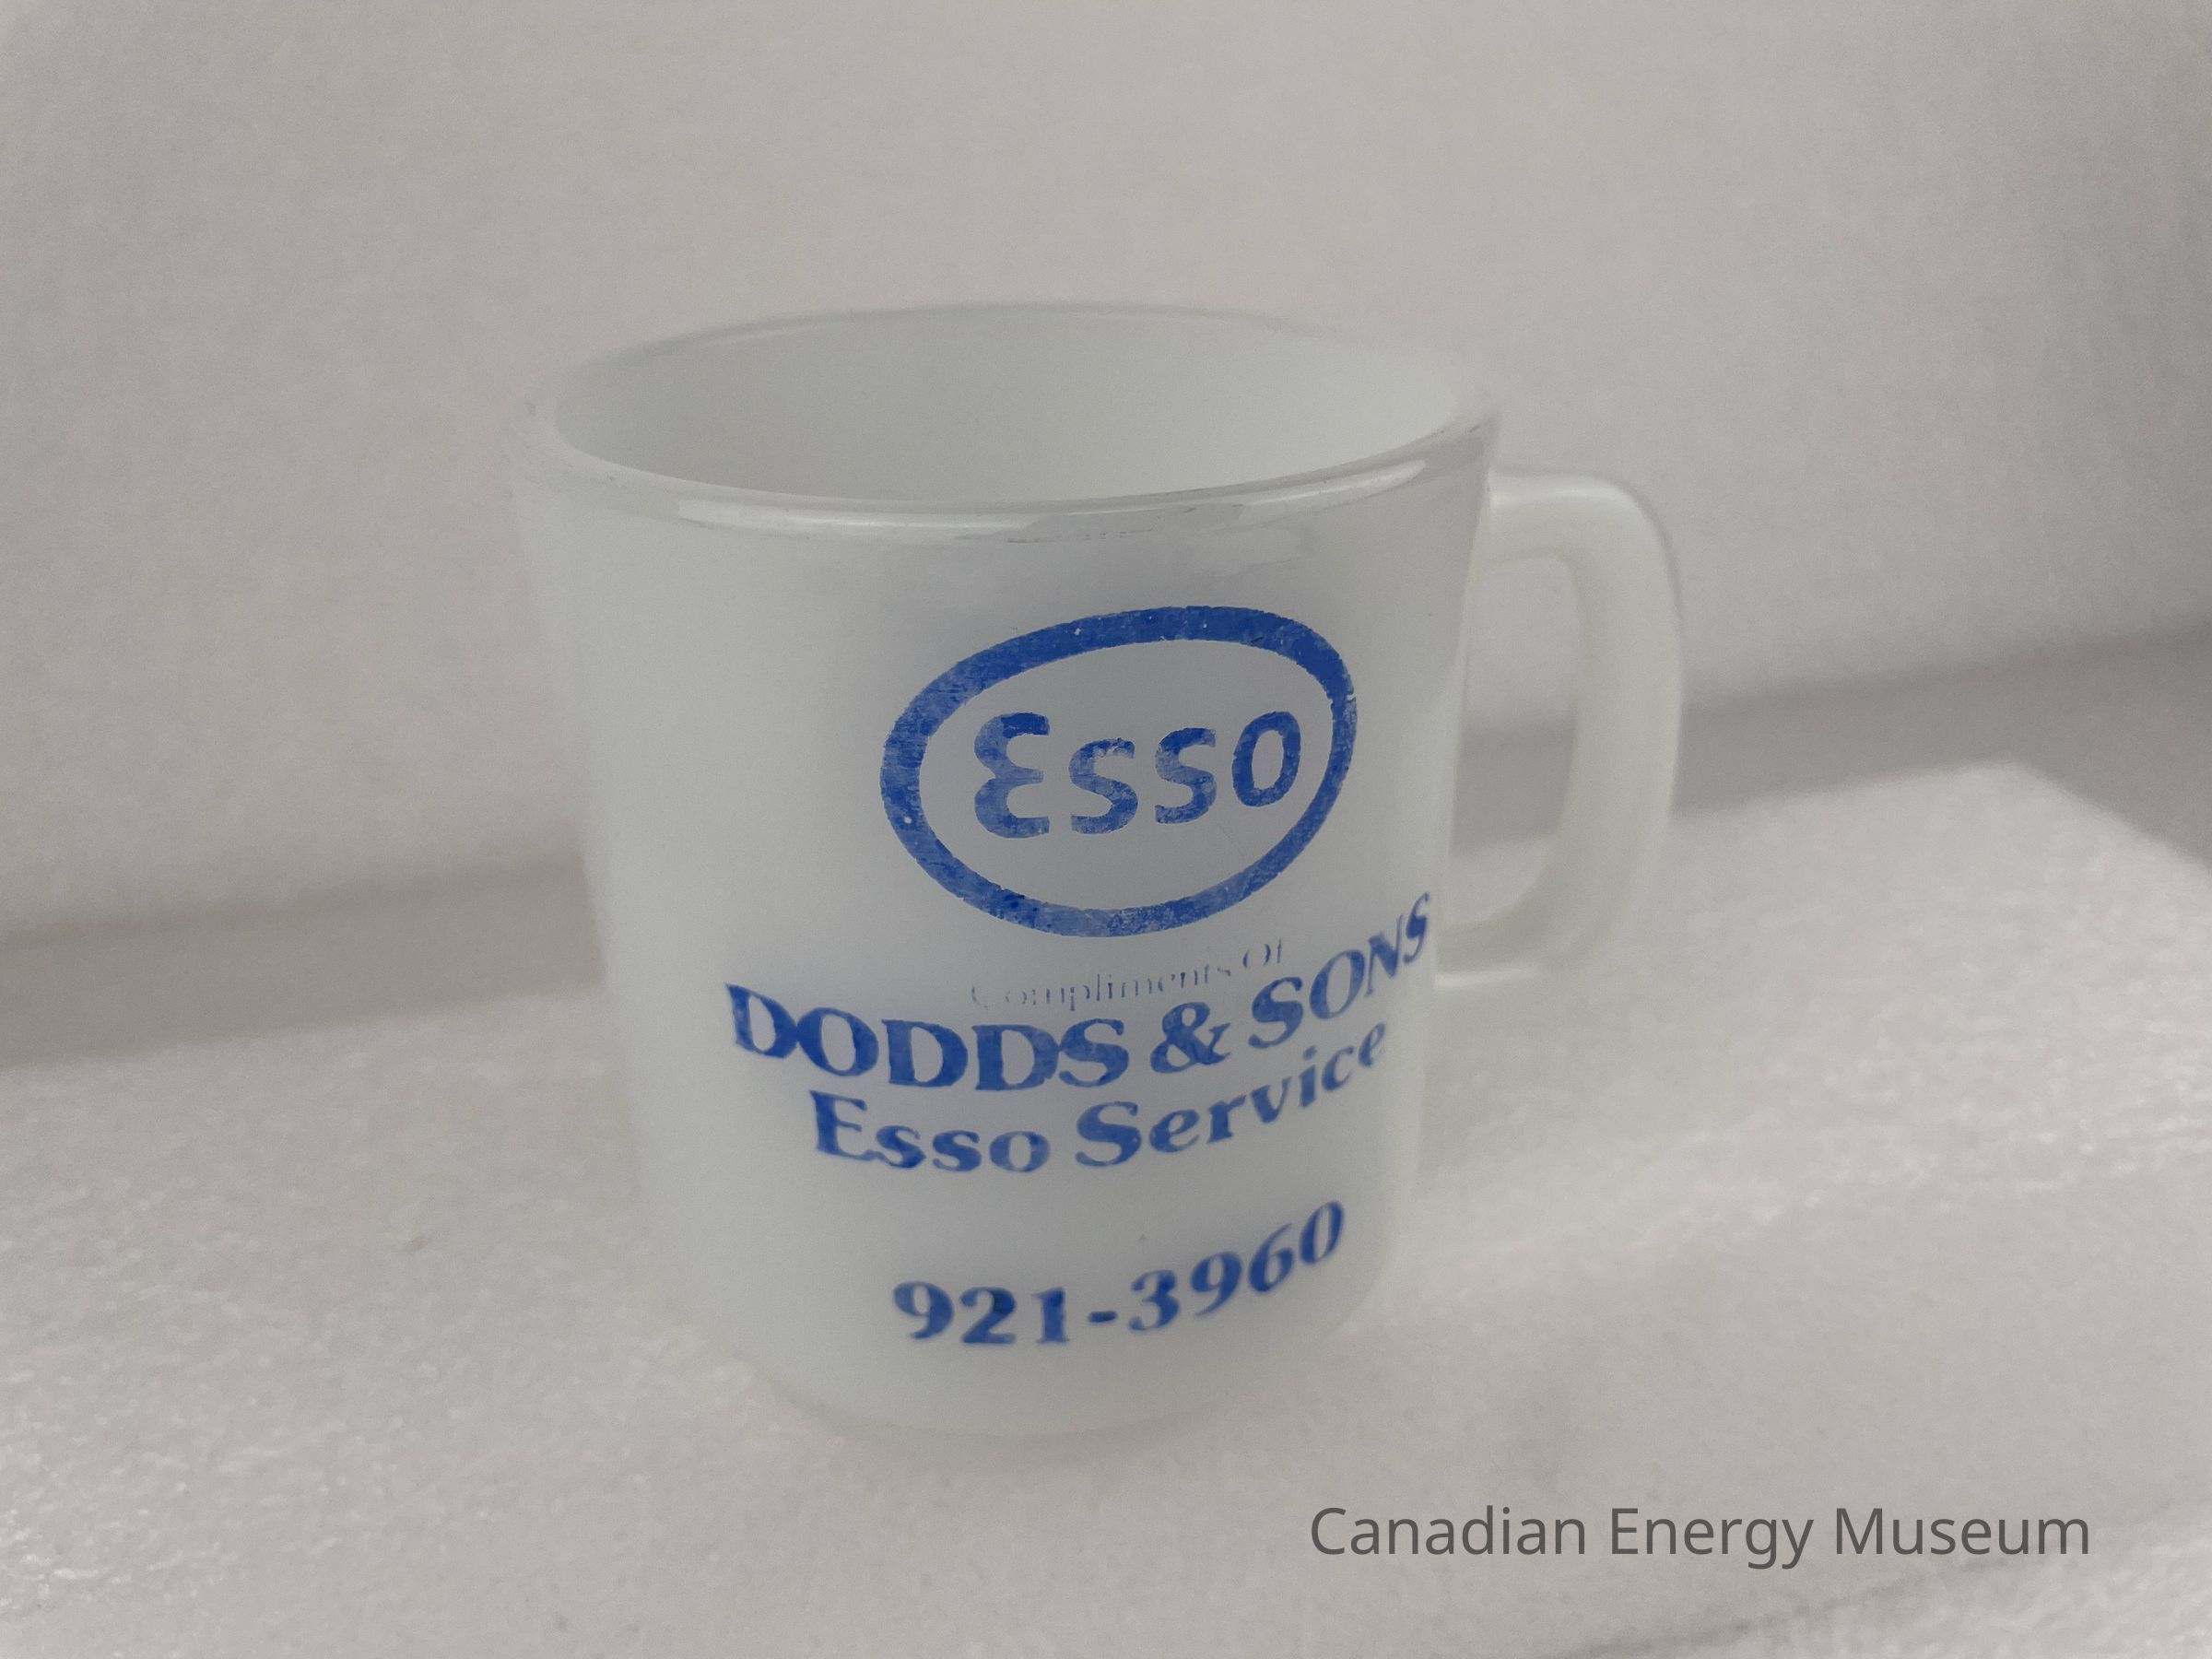 Esso
Compliments Of
DODDS & SONS
Esso Service
921-3960
Canadian Energy Museum